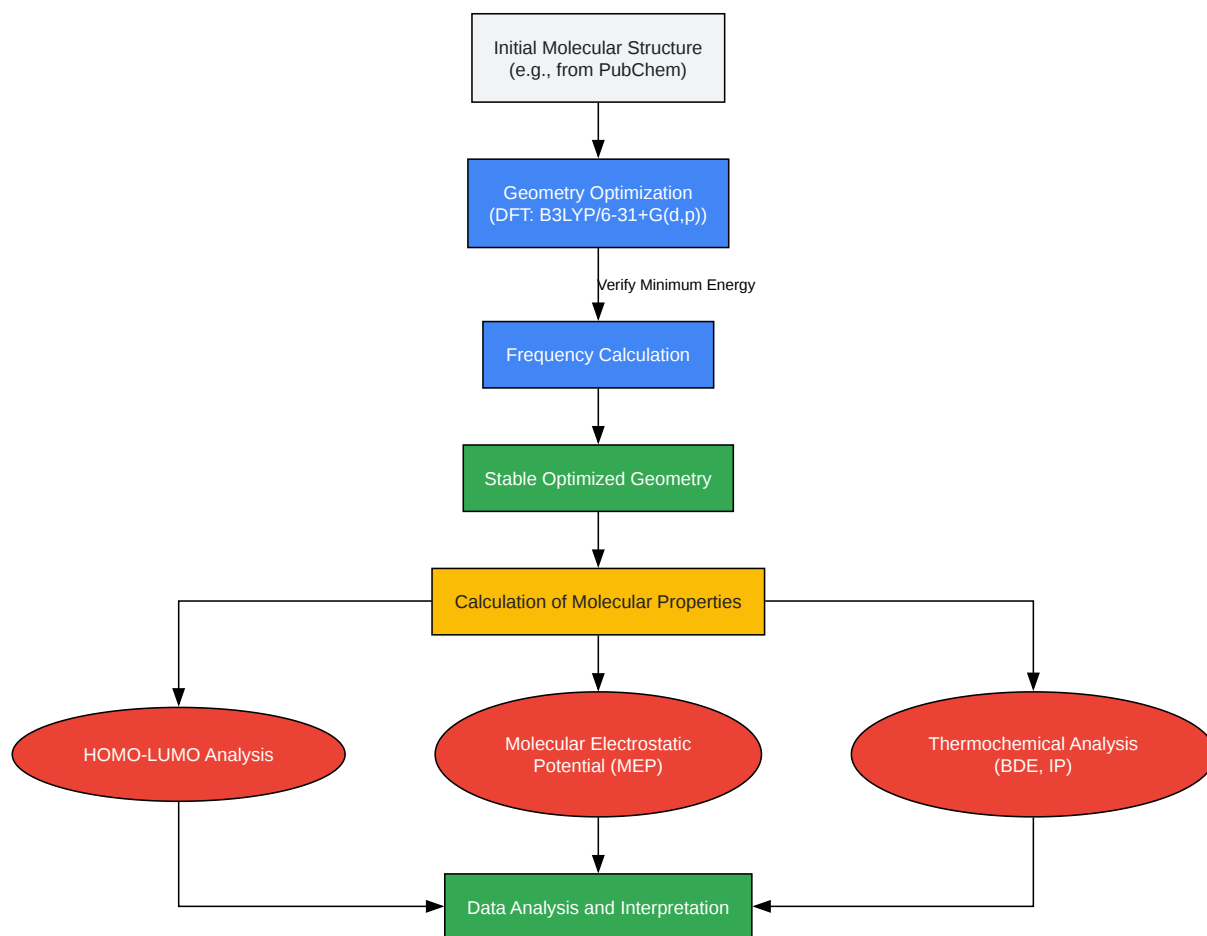 Initial Molecular Structure
(e.g., from PubChem)
Geometry Optimization
(DFT: B3LYP/6-31+G(d,p))
Verify Minimum Energy
Frequency Calculation
Stable Optimized Geometry
Calculation of Molecular Properties
HOMO-LUMO Analysis
Molecular Electrostatic
Potential (MEP)
Thermochemical Analysis
(BDE, IP)
Data Analysis and Interpretation